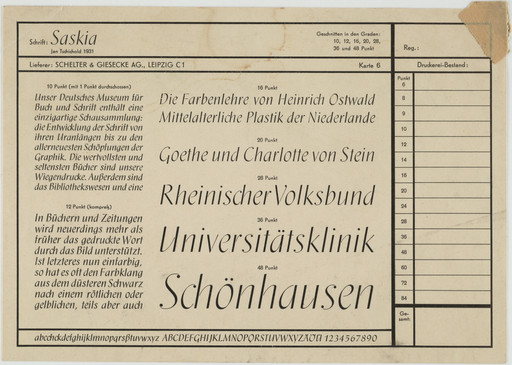 Schrift: Saskia
Jan Tschichold 1931
Geschnitten in den Graden:
10, 12, 16, 20, 28,
36 und 48 Punkt
Reg.:
Lieferer: SCHELTER & GIESECKE AG., LEIPZIG C 1
Karte 6
Druckerei-Bestand:
10 Punkt (mit 1 Punkt durchschossen)
Unser Deutsches Museum für
Buch und Schrift enthält eine
einzigartige Schausammlung:
die Entwicklung der Schrift von
ihren Uranfängen bis zu den
allerneuesten Schöpfungen der
Graphik. Die wertvollsten und
seltensten Bücher sind unsere
Wiegendrucke. Außerdem sind
das Bibliothekswesen und eine
12 Punkt (kompreß)
In Büchern und Zeitungen
wird neuerdings mehr als
früher das gedruckte Wort
durch das Bild unterstützt.
Ist letzteres nun einfarbig,
so hat es oft den Farbklang
aus dem düsteren Schwarz
nach einem rötlichen oder
gelblichen, teils aber auch
16 Punkt
Die Farbenlehre von Heinrich Ostwald
Mittelalterliche Plastik der Niederlande
20 Punkt
Goethe und Charlotte von Stein
28 Punkt
Rheinischer Volksbund
36 Punkt
Universitätsklinik
48 Punkt
Schönhausen
Punkt
6
8
9
10
12
14
16
20
24
28
36
48
60
72
84
Ge-
samt: